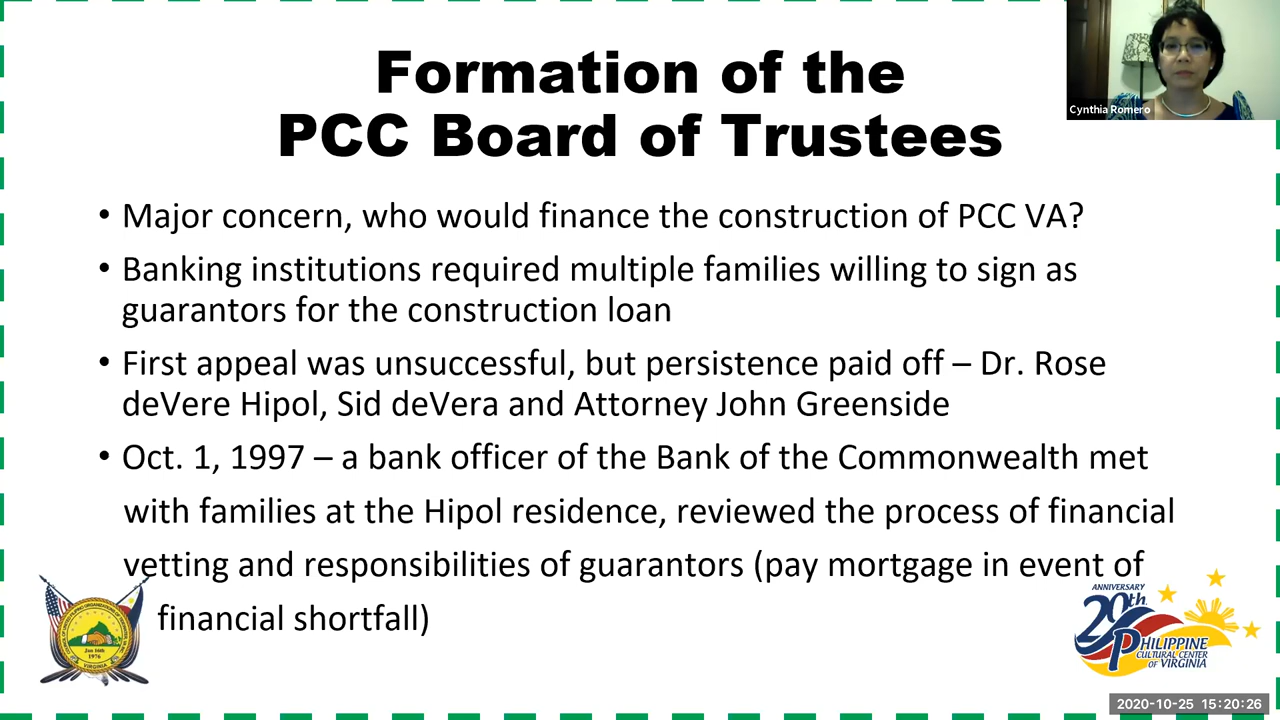 Formation of the
PCC Board of Trustees
Cynthia Romero
• Major concern, who would finance the construction of PCC VA?
• Banking institutions required multiple families willing to sign as
guarantors for the construction loan
• First appeal was unsuccessful, but persistence paid off – Dr. Rose
deVere Hipol, Sid deVera and Attorney John Greenside
• Oct. 1, 1997 – a bank officer of the Bank of the Commonwealth met
with families at the Hipol residence, reviewed the process of financial
vetting and responsibilities of guarantors (pay mortgage in event of
financial shortfall)
Jan 16th
1976
VIRGINIA
ANNIVERSARY
20th
PHILIPPINE
CULTURAL CENTER
OF VIRGINIA
2020-10-25 15:20:26